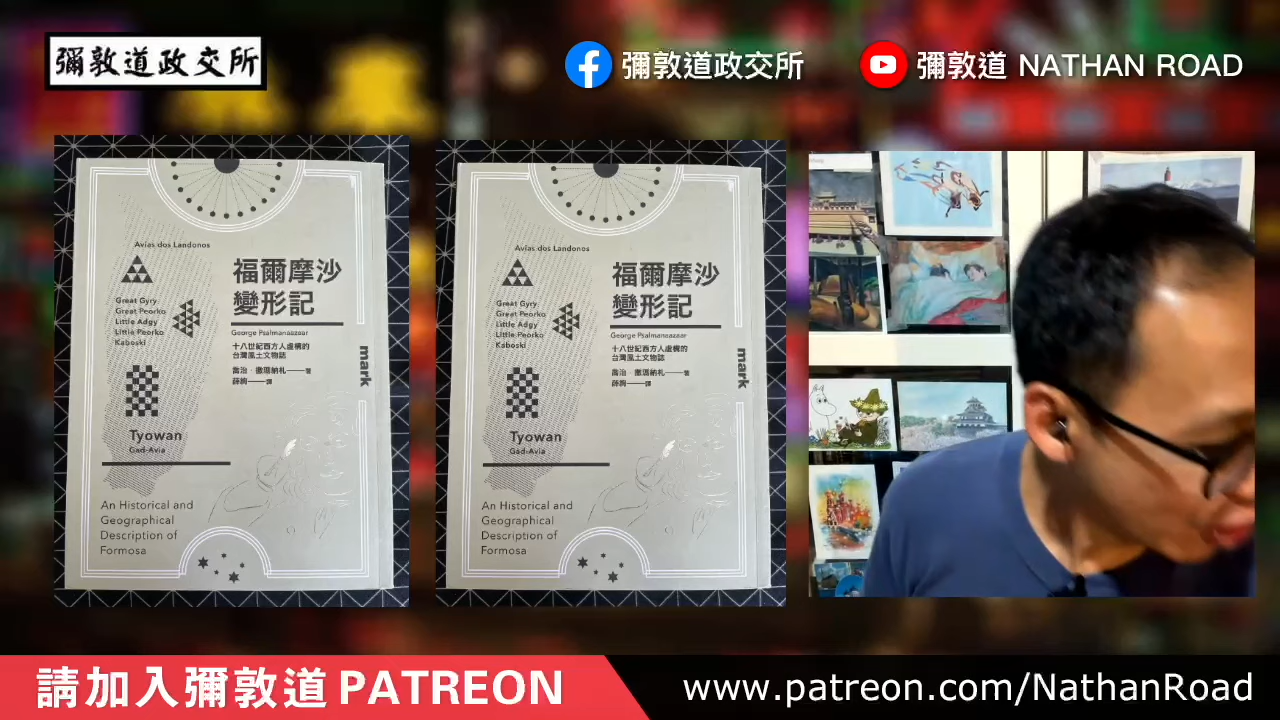 彌敦道政交所
彌敦道政交所
彌敦道 NATHAN ROAD
Avias dos Landonos
福爾摩沙
變形記
Great Gyry
Great Peorko
Little Adgy
Little Peorko
Kaboski
George Psalmanaazaar
十八世紀西方人虛構的
台灣風土文物誌
喬治・撒瑪納札——著
薛絢——譯
mark
Tyowan
Gad-Avia
An Historical and
Geographical
Description of
Formosa
Avias dos Landonos
福爾摩沙
變形記
Great Gyry
Great Peorko
Little Adgy
Little Peorko
Kaboski
George Psalmanaazaar
十八世紀西方人虛構的
台灣風土文物誌
喬治・撒瑪納札——著
薛絢——譯
mark
Tyowan
Gad-Avia
An Historical and
Geographical
Description of
Formosa
請加入彌敦道PATREON
www.patreon.com/NathanRoad